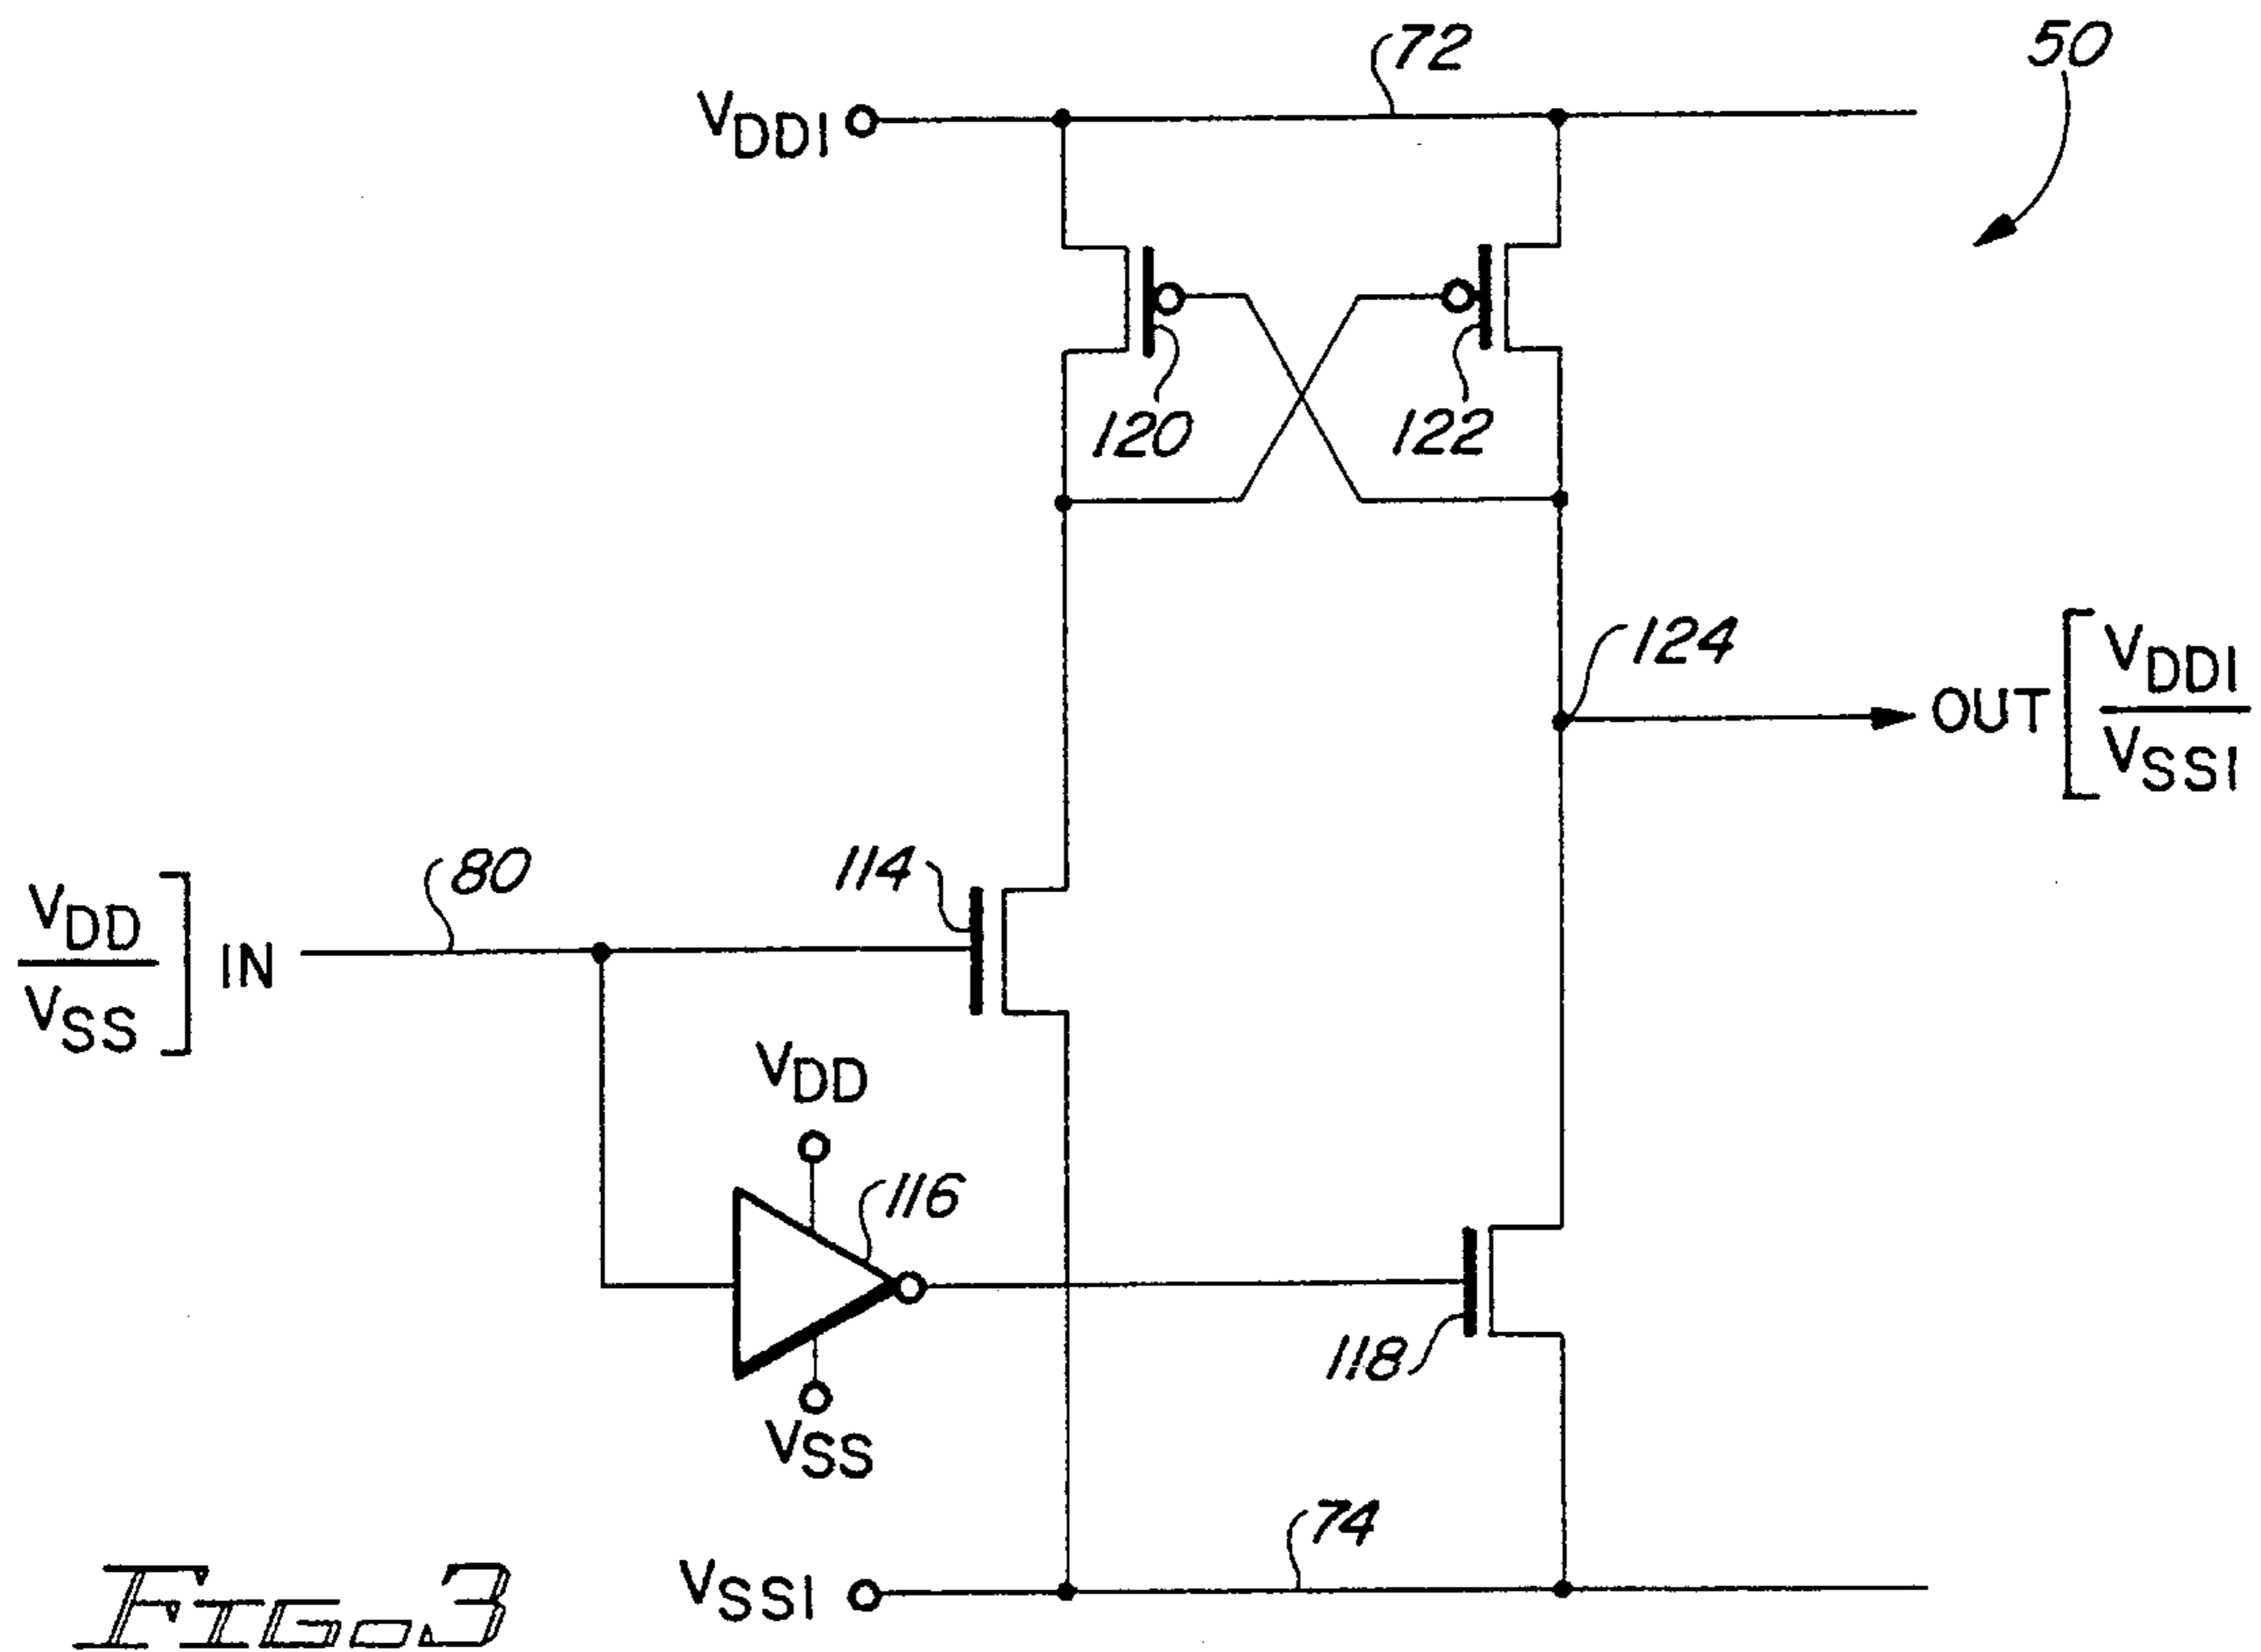 72
50
VDDI
120
122
124
OUT [ VDDI
VSSI
80
114
VDD
VSS
] IN
VDD
116
118
VSS
74
VSSI
FIG. 3